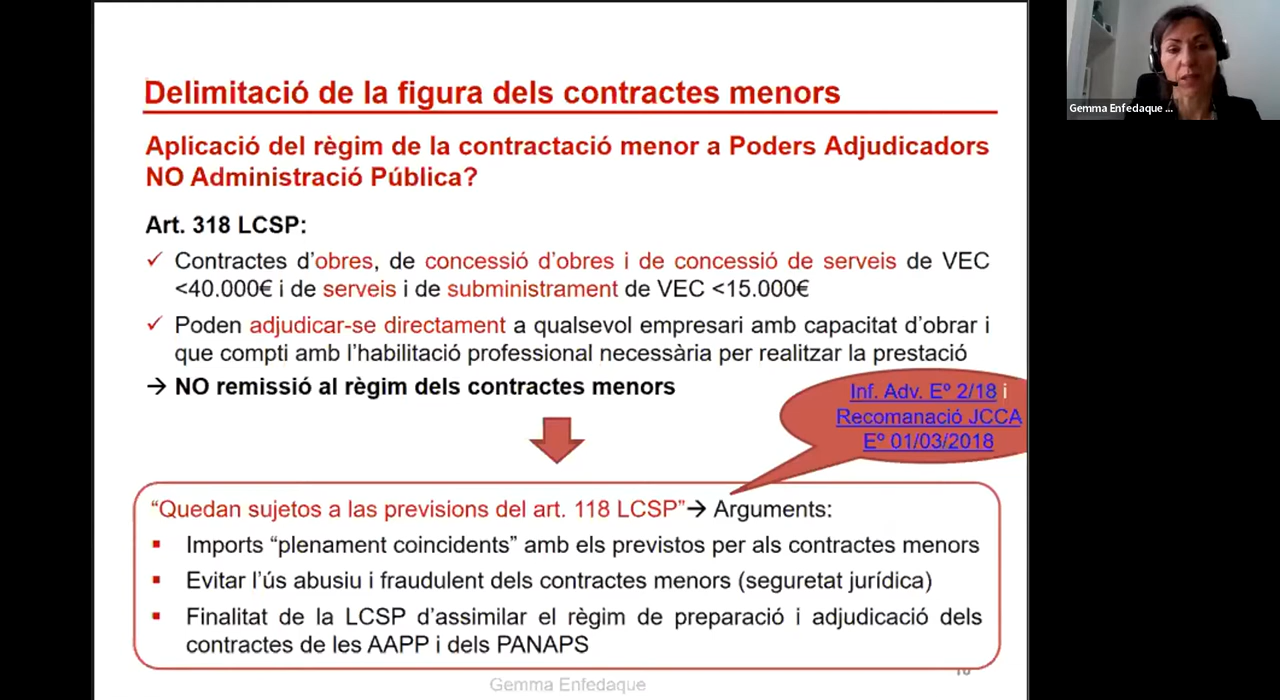 Delimitació de la figura dels contractes menors
Aplicació del règim de la contractació menor a Poders Adjudicadors
NO Administració Pública?
Art. 318 LCSP:
✓ Contractes d’obres, de concessió d’obres i de concessió de serveis de VEC
<40.000€ i de serveis i de subministrament de VEC <15.000€
✓ Poden adjudicar-se directament a qualsevol empresari amb capacitat d’obrar i
que compti amb l’habilitació professional necessària per realitzar la prestació
→ NO remissió al règim dels contractes menors
Inf. Adv. Eº 2/18 i
Recomanació JCCA
Eº 01/03/2018
“Quedan sujetos a las previsions del art. 118 LCSP”→ Arguments:
▪ Imports “plenament coincidents” amb els previstos per als contractes menors
▪ Evitar l’ús abusiu i fraudulent dels contractes menors (seguretat jurídica)
▪ Finalitat de la LCSP d’assimilar el règim de preparació i adjudicació dels
contractes de les AAPP i dels PANAPS
Gemma Enfedaque
Gemma Enfedaque ...